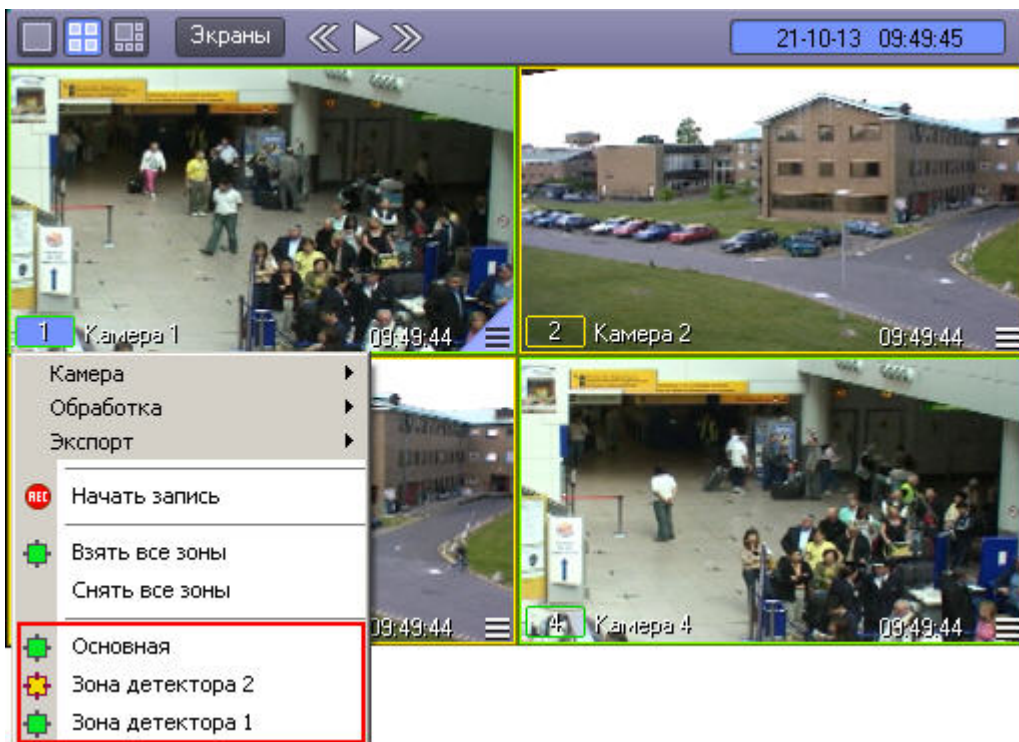 Экраны
21-10-13 09:49:45
1 Камера 1 09:49:44
2 Камера 2 09:49:44
Камера
Обработка
Экспорт
REC Начать запись
Взять все зоны
Снять все зоны
09:49:44
4 Камера 4 09:49:44
Основная
Зона детектора 2
Зона детектора 1